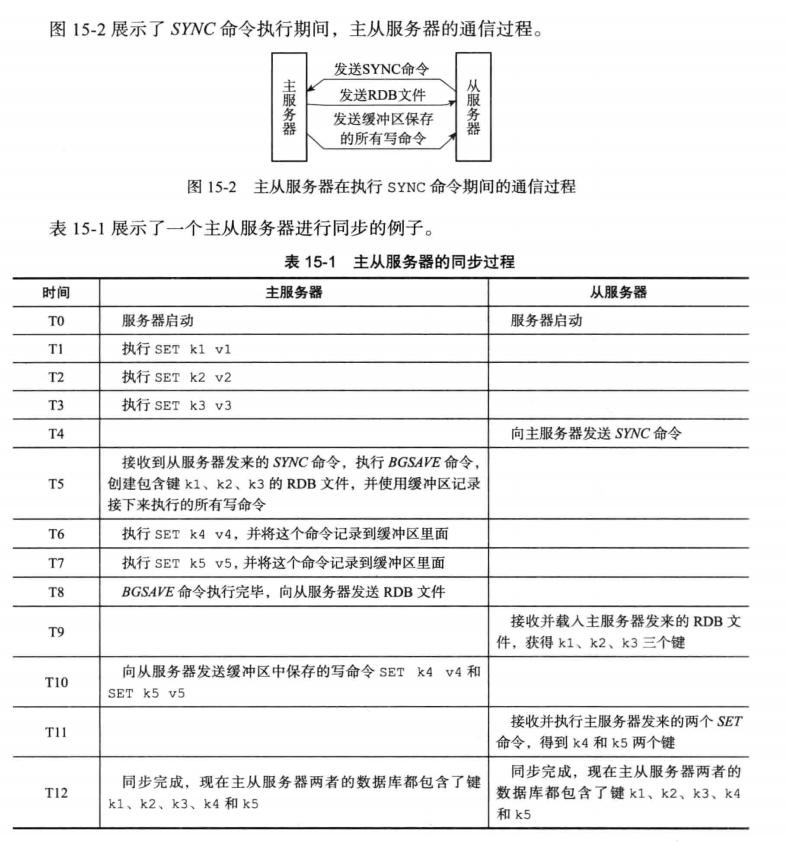 图 15-2 展示了 SYNC 命令执行期间，主从服务器的通信过程。
主服务器
发送SYNC命令
发送RDB文件
发送缓冲区保存
的所有写命令
从服务器
图 15-2 主从服务器在执行 SYNC 命令期间的通信过程
表 15-1 展示了一个主从服务器进行同步的例子。
表 15-1 主从服务器的同步过程
时间 主服务器 从服务器
T0 服务器启动 服务器启动
T1 执行 SET k1 v1
T2 执行 SET k2 v2
T3 执行 SET k3 v3
T4 向主服务器发送 SYNC 命令
接收到从服务器发来的 SYNC 命令，执行 BGSAVE 命令，
T5 创建包含键 k1、k2、k3 的 RDB 文件，并使用缓冲区记录
接下来执行的所有写命令
T6 执行 SET k4 v4，并将这个命令记录到缓冲区里面
T7 执行 SET k5 v5，并将这个命令记录到缓冲区里面
T8 BGSAVE 命令执行完毕，向从服务器发送 RDB 文件
T9 接收并载入主服务器发来的 RDB 文
件，获得 k1、k2、k3 三个键
T10 向从服务器发送缓冲区中保存的写命令 SET k4 v4 和
SET k5 v5
T11 接收并执行主服务器发来的两个 SET
命令，得到 k4 和 k5 两个键
T12 同步完成，现在主从服务器两者的数据库都包含了键
k1、k2、k3、k4 和 k5
同步完成，现在主从服务器两者的
数据库都包含了键 k1、k2、k3、k4
和 k5